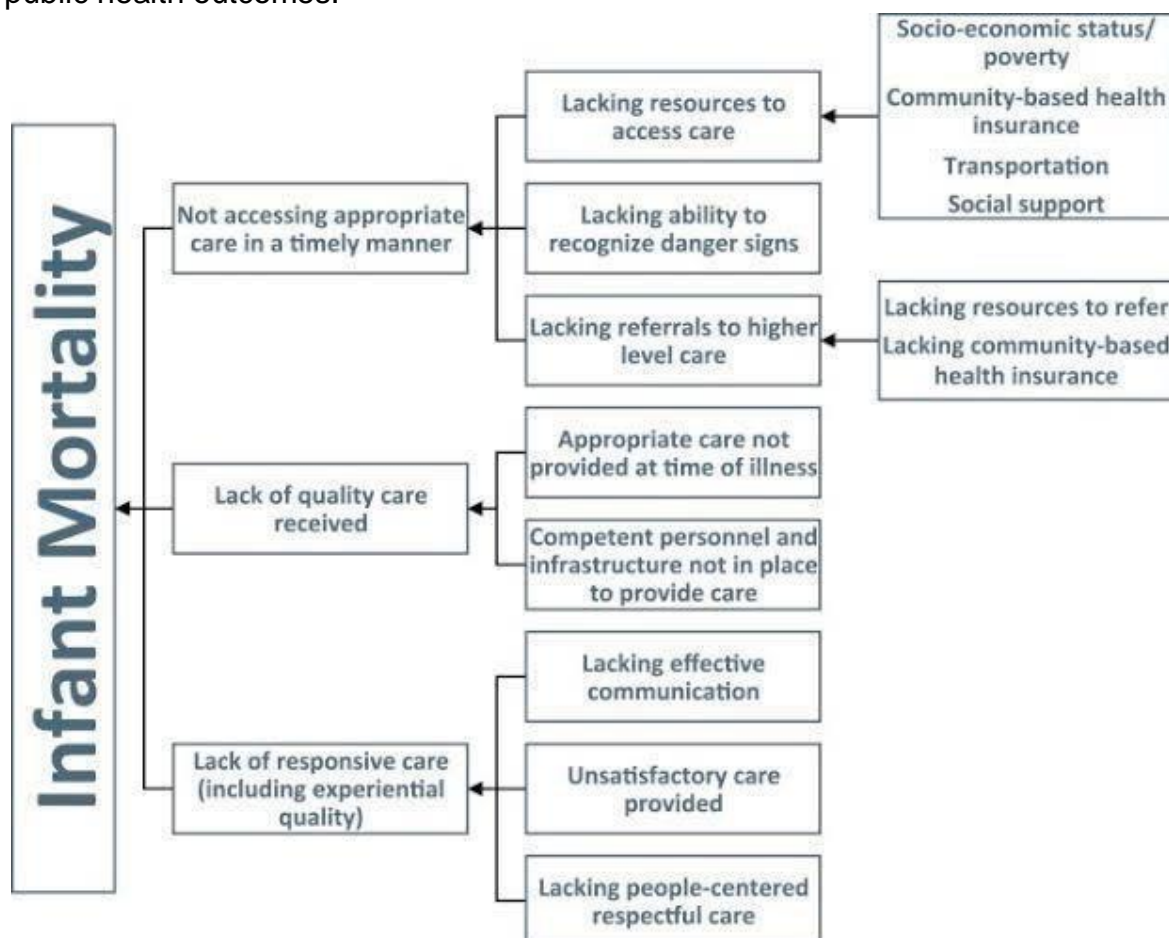 public health outcomes.
Infant Mortality
Not accessing appropriate
care in a timely manner
Lack of quality care
received
Lack of responsive care
(including experiential
quality)
Lacking resources to
access care
Lacking ability to
recognize danger signs
Lacking referrals to higher
level care
Appropriate care not
provided at time of illness
Competent personnel and
infrastructure not in place
to provide care
Lacking effective
communication
Unsatisfactory care
provided
Lacking people-centered
respectful care
Socio-economic status/
poverty
Community-based health
insurance
Transportation
Social support
Lacking resources to refer
Lacking community-based
health insurance